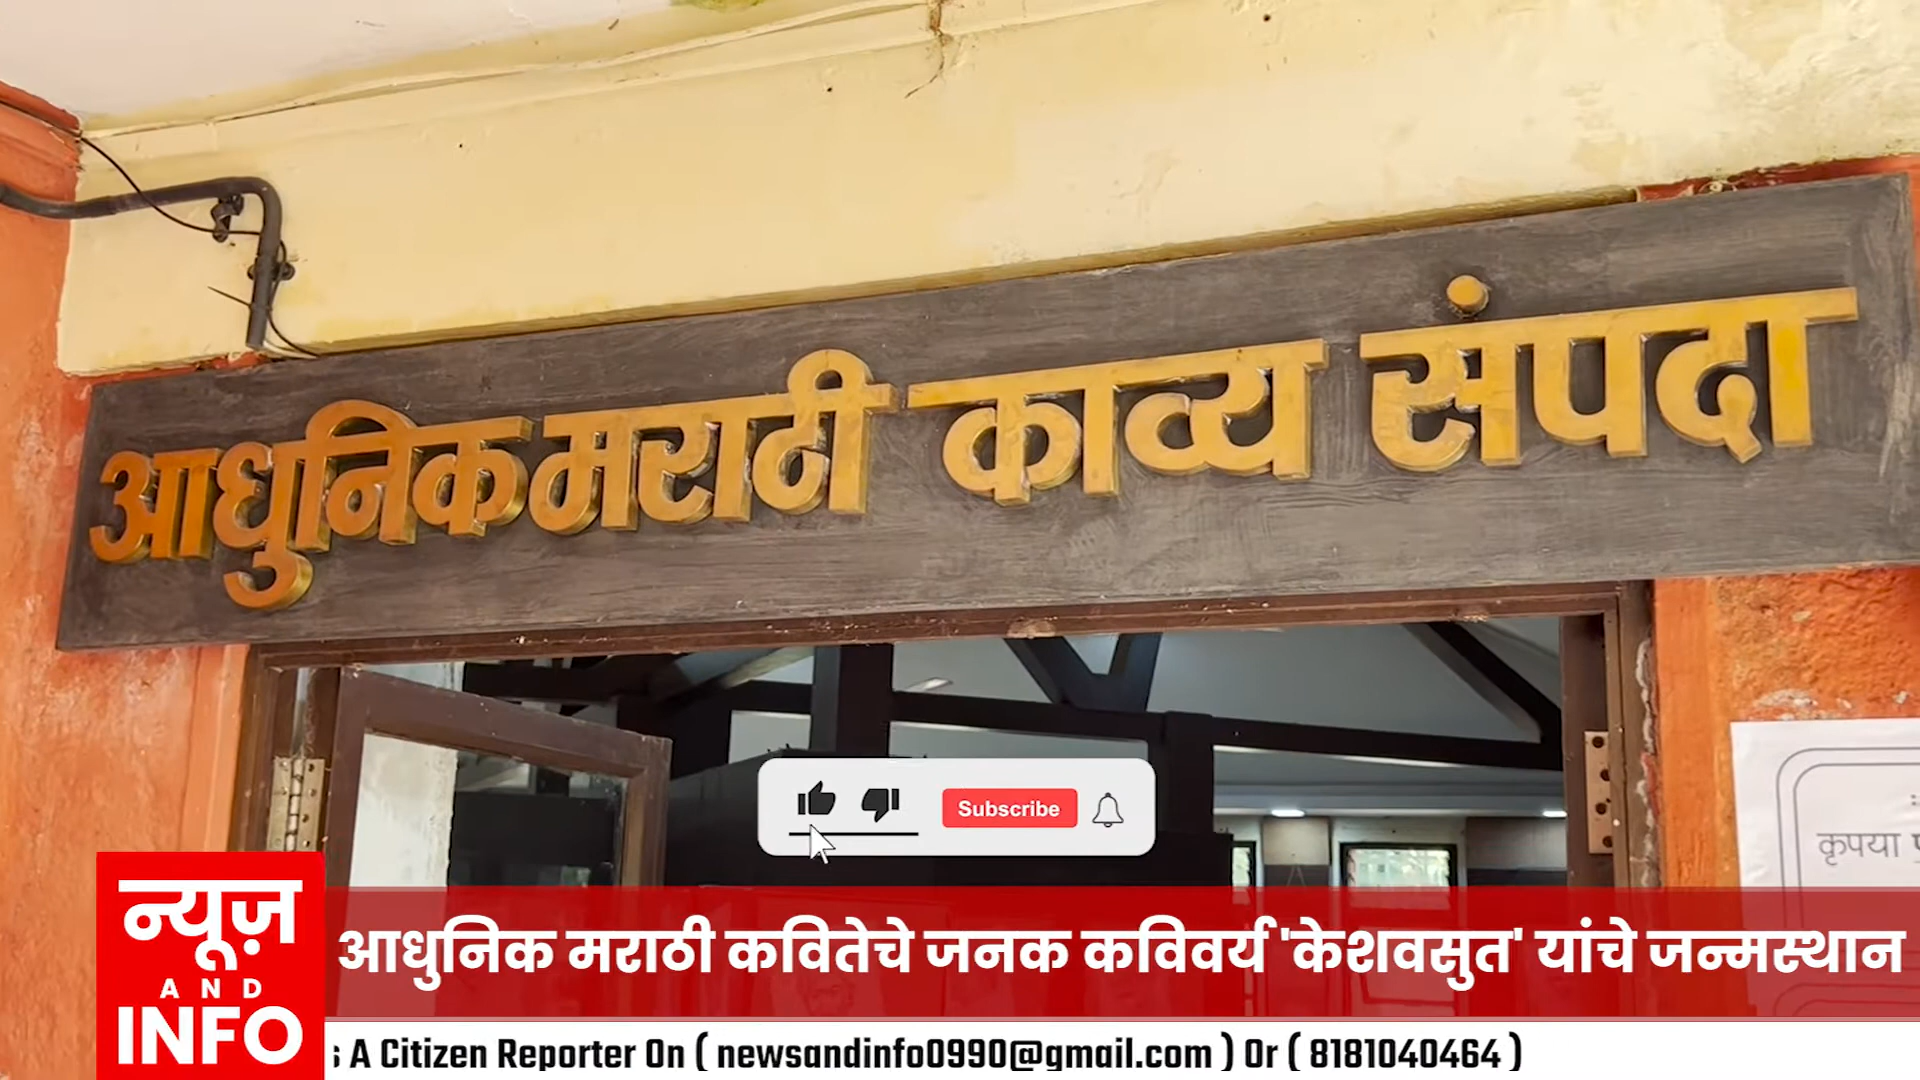 आधुनिक मराठी काव्य संपदा
कृपया
Subscribe
न्यूज़
AND
INFO
आधुनिक मराठी कवितेचे जनक कविवर्य 'केशवसुत' यांचे जन्मस्थान
A Citizen Reporter On ( newsandinfo0990@gmail.com ) Or ( 8181040464 )